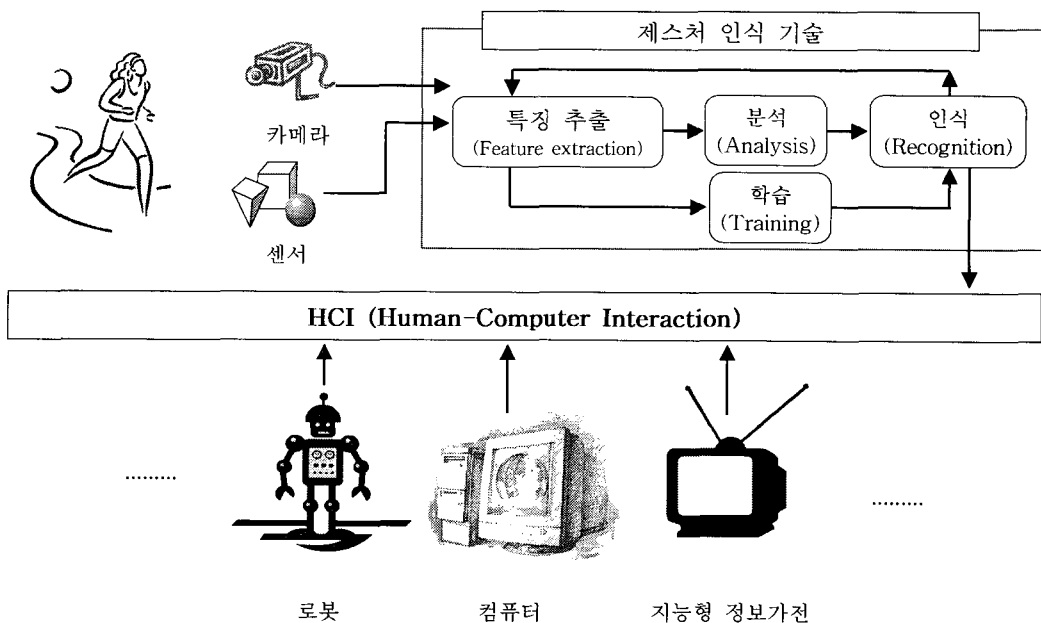 제스처 인식 기술
카메라
센서
특징 추출
(Feature extraction)
분석
(Analysis)
인식
(Recognition)
학습
(Training)
HCI (Human-Computer Interaction)
.........
.........
로봇
컴퓨터
지능형 정보가전